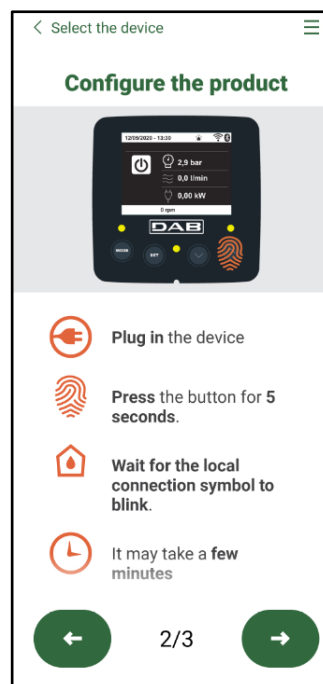 Select the device
Configure the product
12/05/2020 - 13:30
2,9 bar
0,0 l/min
0,00 kW
0 rpm
DAB
MODE
SET
Plug in the device
Press the button for 5
seconds.
Wait for the local
connection symbol to
blink.
It may take a few
minutes
2/3